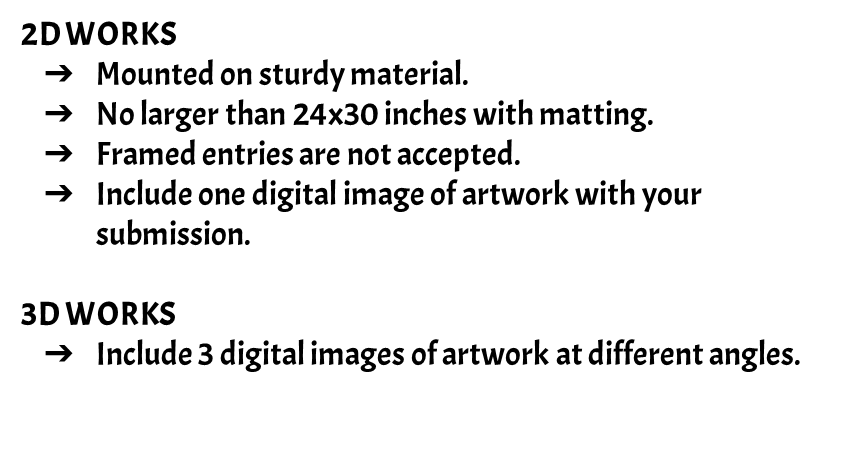 2D WORKS
➔ Mounted on sturdy material.
➔ No larger than 24x30 inches with matting.
➔ Framed entries are not accepted.
➔ Include one digital image of artwork with your
submission.
3D WORKS
➔ Include 3 digital images of artwork at different angles.